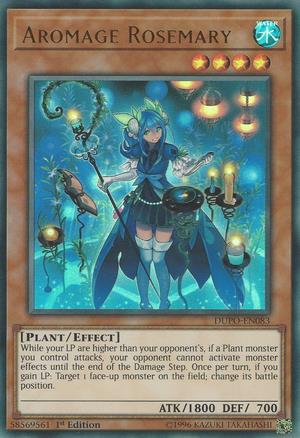 AROMAGE ROSEMARY
WATER
水
DUPO-EN083
[PLANT/EFFECT]
While your LP are higher than your opponent's, if a Plant monster
you control attacks, your opponent cannot activate monster
effects until the end of the Damage Step. Once per turn, if you
gain LP: Target 1 face-up monster on the field; change its battle
position.
ATK/1800 DEF/ 700
58569561 1st Edition ©1996 KAZUKI TAKAHASHI